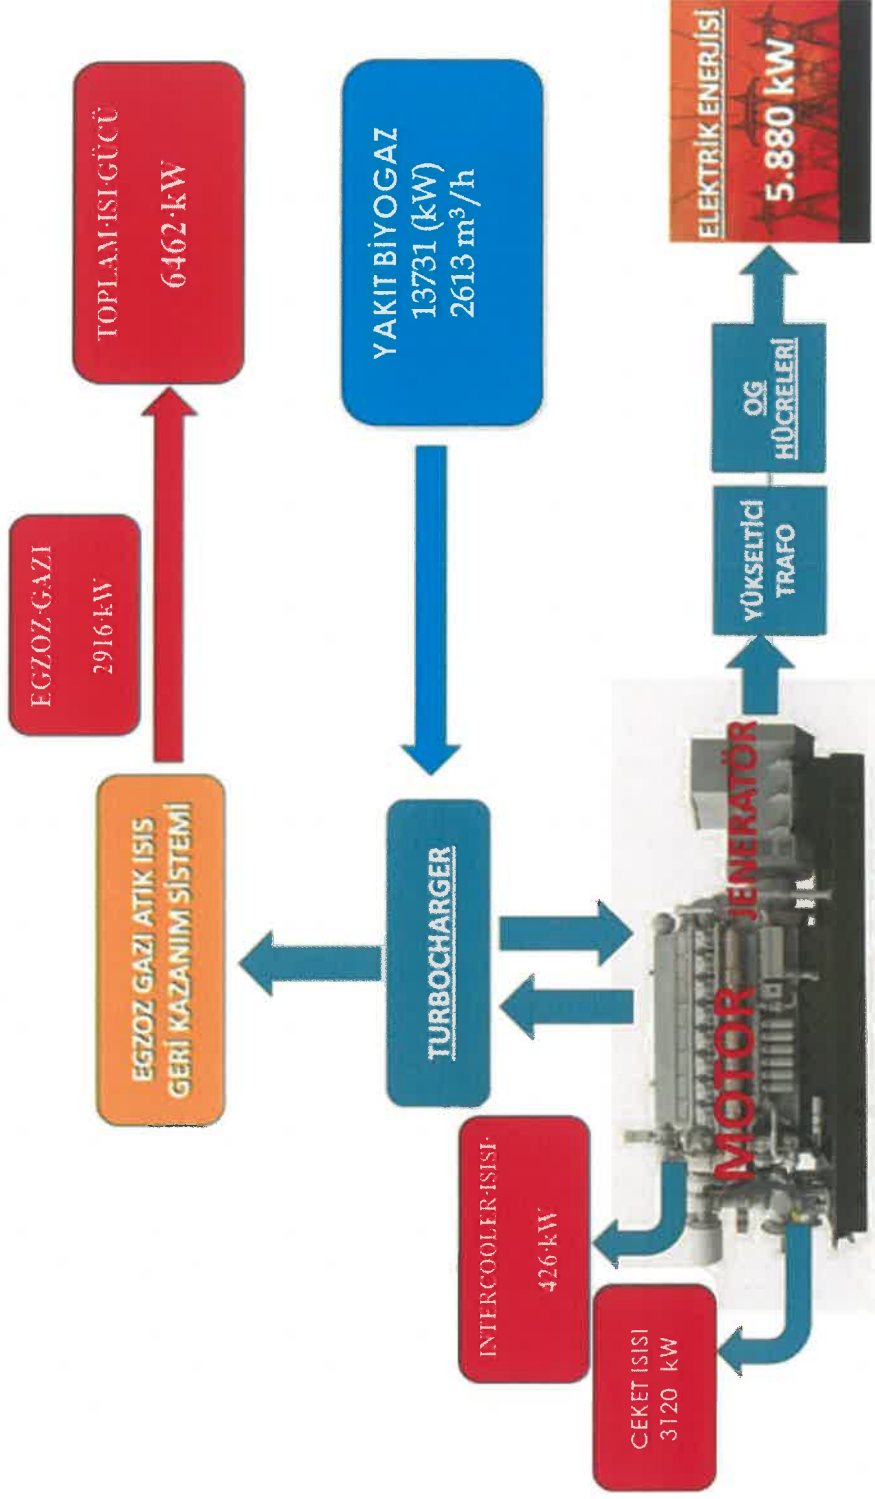 EGZOZ·GAZI
2916·kW
TOPLAM·ISI·GÜCÜ
6462·kW
EGZOZ GAZI ATIK ISIS
GERİ KAZANIM SİSTEMİ
YAKIT BİYOGAZ
13731 (kW)
2613 m³/h
TURBOCHARGER
INTERCOOLER·ISISI·
426·kW
CEKET ISISI
3120 kW
MOTOR
JENERATÖR
YÜKSELTİCİ
TRAFO
OG
HÜCRELERİ
ELEKTRİK ENERJİSİ
5.880 kW